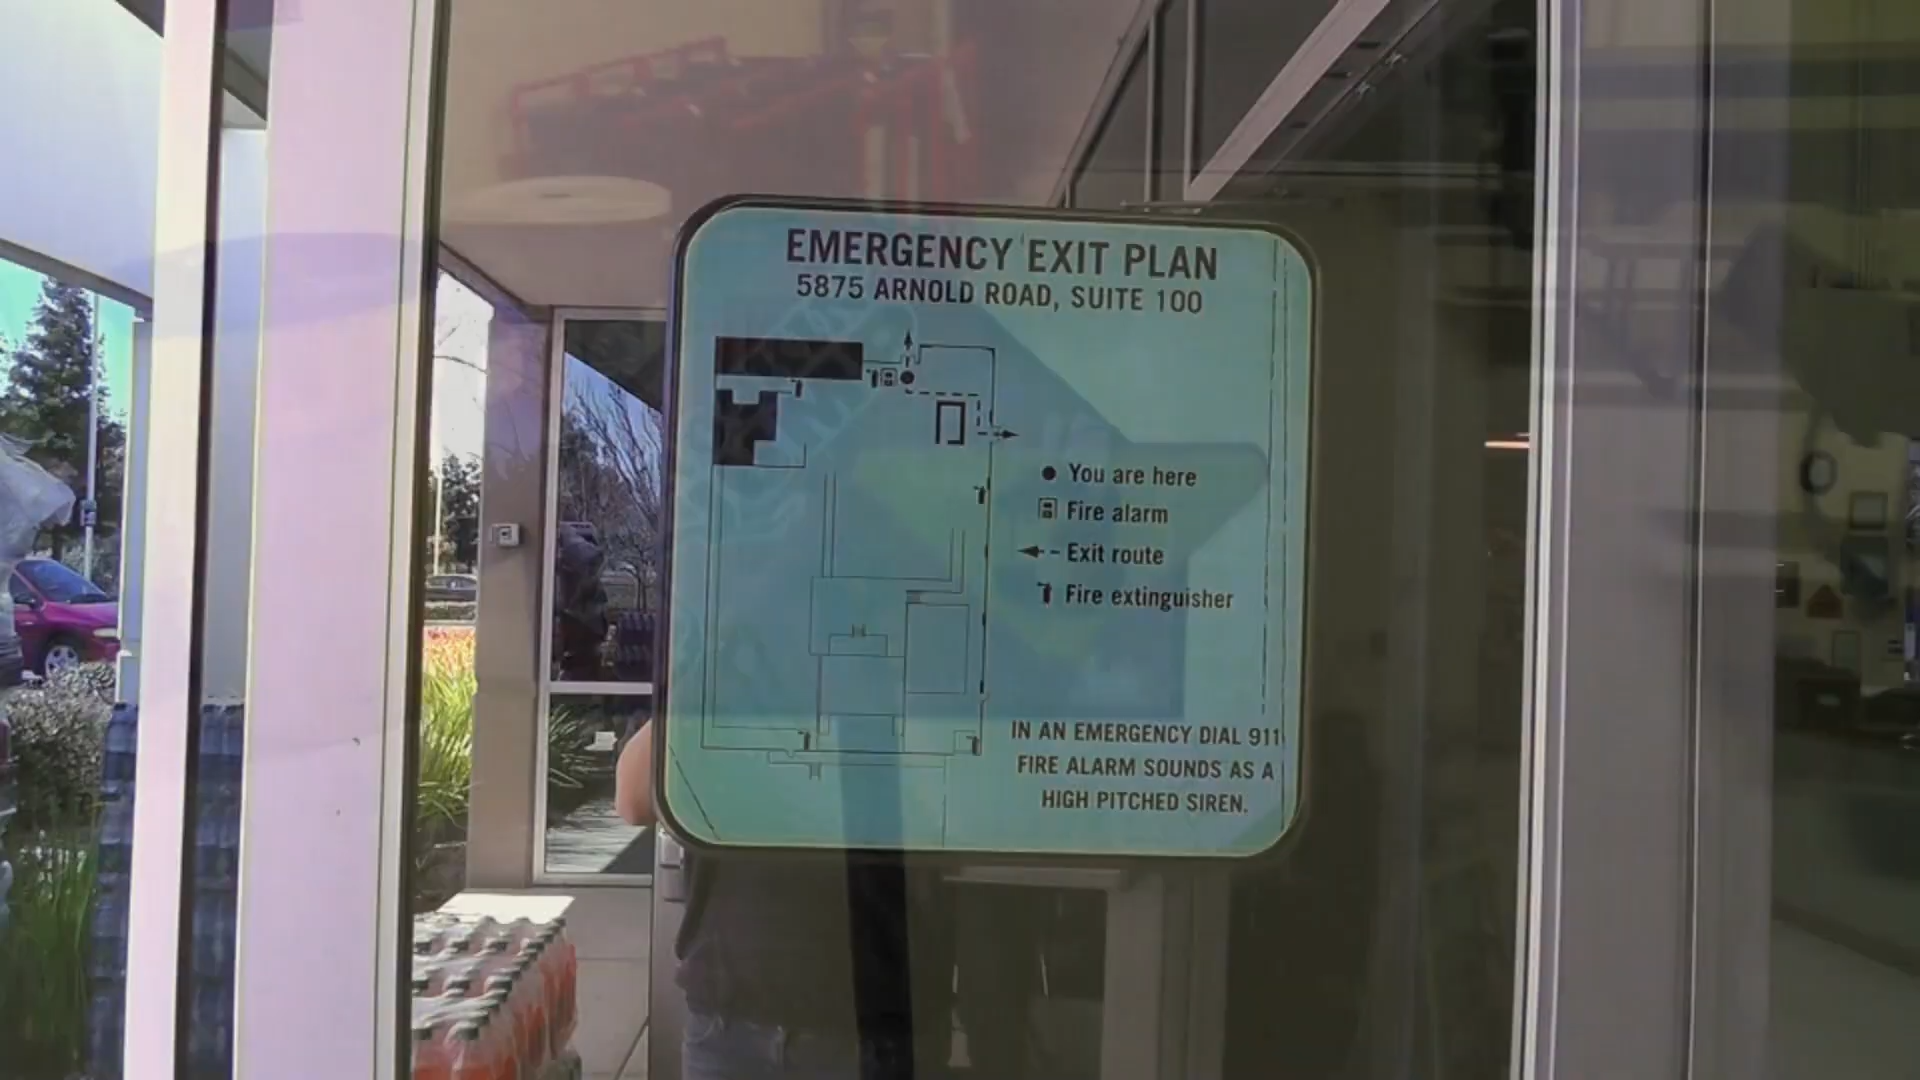 EMERGENCY EXIT PLAN
5875 ARNOLD ROAD, SUITE 100
You are here
Fire alarm
Exit route
Fire extinguisher
IN AN EMERGENCY DIAL 911
FIRE ALARM SOUNDS AS A
HIGH PITCHED SIREN.